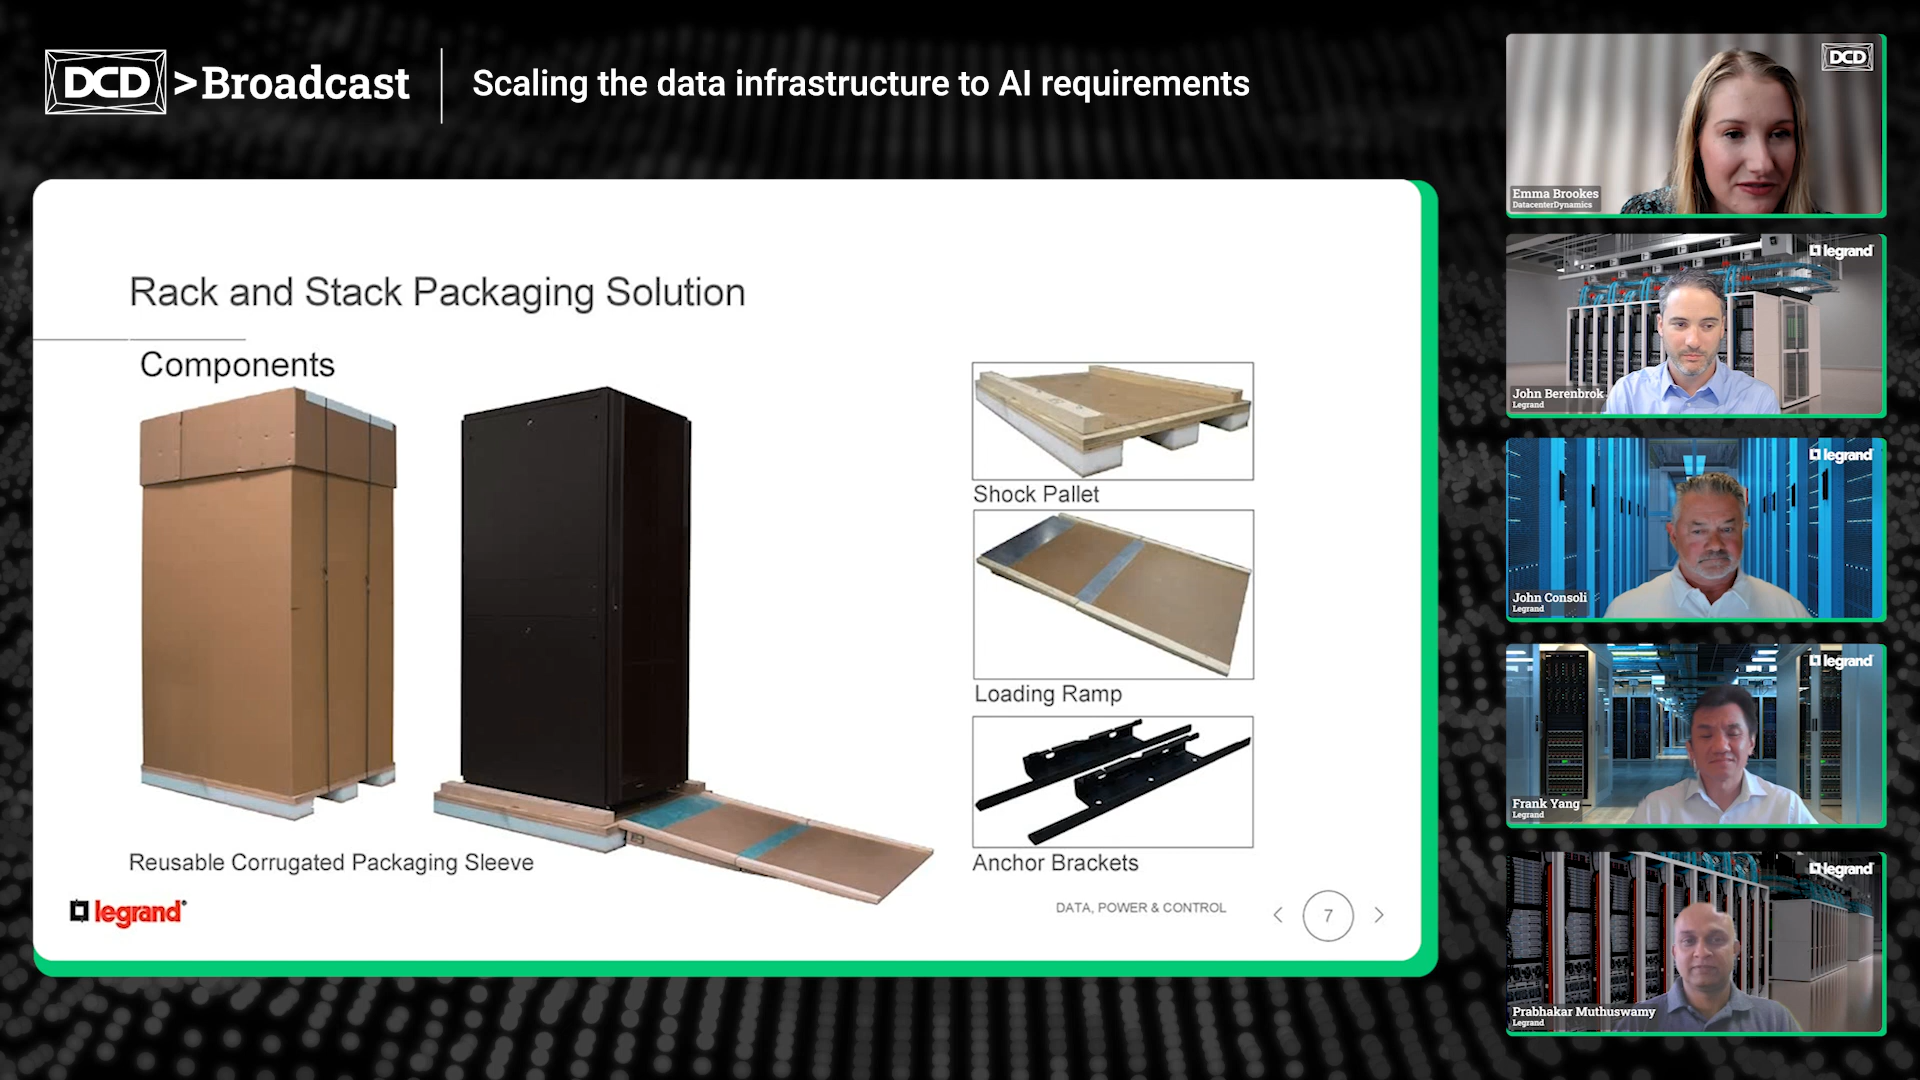 DCD >Broadcast
Scaling the data infrastructure to AI requirements
Rack and Stack Packaging Solution
Components
Shock Pallet
Loading Ramp
Anchor Brackets
Reusable Corrugated Packaging Sleeve
legrand®
DATA, POWER & CONTROL
7
DCD
Emma Brookes
DatacenterDynamics
legrand
John Berenbrok
Legrand
legrand
John Consoli
Legrand
legrand
Frank Yang
Legrand
legrand
Prabhakar Muthuswamy
Legrand